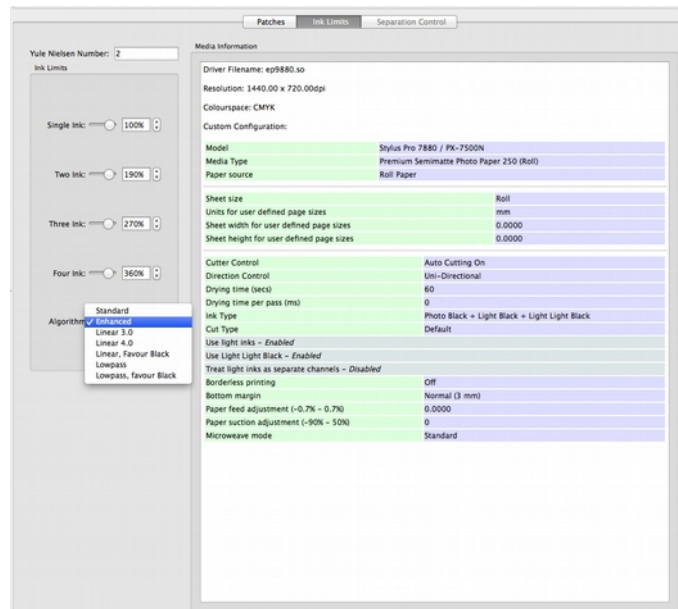 Patches Ink Limits Separation Control
Yule Nielsen Number: 2
Ink Limits
Single Ink: 100%
Two Ink: 190%
Three Ink: 270%
Four Ink: 360%
Algorithm
Standard
✓ Enhanced
Linear 3.0
Linear 4.0
Linear, Favour Black
Lowpass
Lowpass, favour Black
Media Information
Driver Filename: ep9880.so
Resolution: 1440.00 x 720.00dpi
Colourspace: CMYK
Custom Configuration:
Model Stylus Pro 7880 / PX-7500N
Media Type Premium Semimatte Photo Paper 250 (Roll)
Paper source Roll Paper
Sheet size Roll
Units for user defined page sizes mm
Sheet width for user defined page sizes 0.0000
Sheet height for user defined page sizes 0.0000
Cutter Control Auto Cutting On
Direction Control Uni-Directional
Drying time (secs) 60
Drying time per pass (ms) 0
Ink Type Photo Black + Light Black + Light Light Black
Cut Type Default
Use light inks - Enabled
Use Light Light Black - Enabled
Treat light inks as separate channels - Disabled
Borderless printing Off
Bottom margin Normal (3 mm)
Paper feed adjustment (-0.7% - 0.7%) 0.0000
Paper suction adjustment (-90% - 50%) 0
Microweave mode Standard